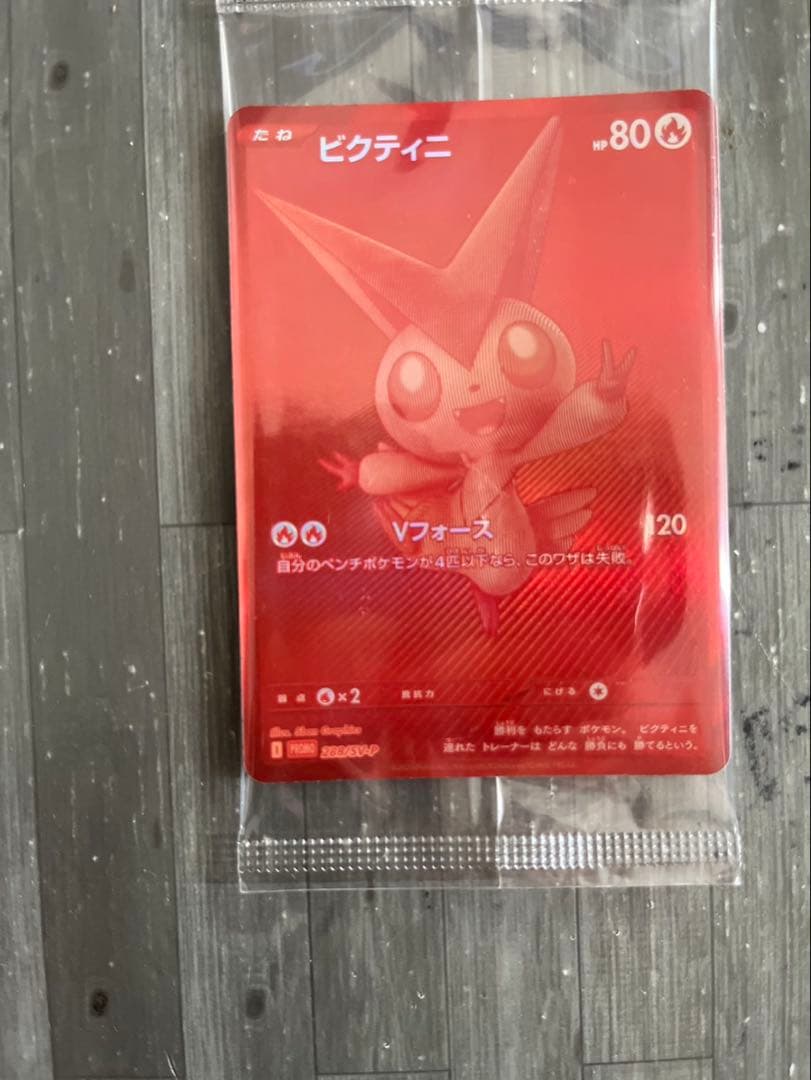 たね ビクティニ HP80
Vフォース 120
自分のベンチポケモンが4匹以下なら、このワザは失敗。
弱点 ×2 抵抗力 にげる
Illus. Shon Graphics
勝利を もたらす ポケモン。 ビクティニを
I PROMO 288/SV-P
連れた トレーナーは どんな 勝負にも 勝てるという。